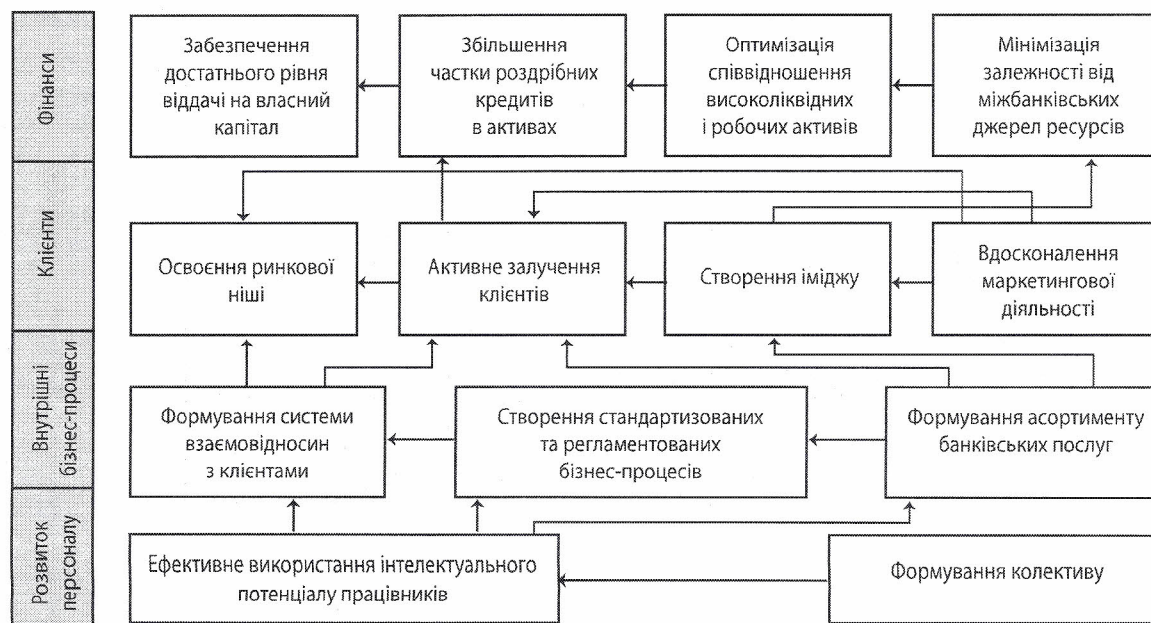 Фінанси
Забезпечення
достатнього рівня
віддачі на власний
капітал
Збільшення
частки роздрібних
кредитів
в активах
Оптимізація
співвідношення
високоліквідних
і робочих активів
Мінімізація
залежності від
міжбанківських
джерел ресурсів
Клієнти
Освоєння ринкової
ніші
Активне залучення
клієнтів
Створення іміджу
Вдосконалення
маркетингової
діяльності
Внутрішні
бізнес-процеси
Формування системи
взаємовідносин
з клієнтами
Створення стандартизованих
та регламентованих
бізнес-процесів
Формування асортименту
банківських послуг
Розвиток
персоналу
Ефективне використання інтелектуального
потенціалу працівників
Формування колективу